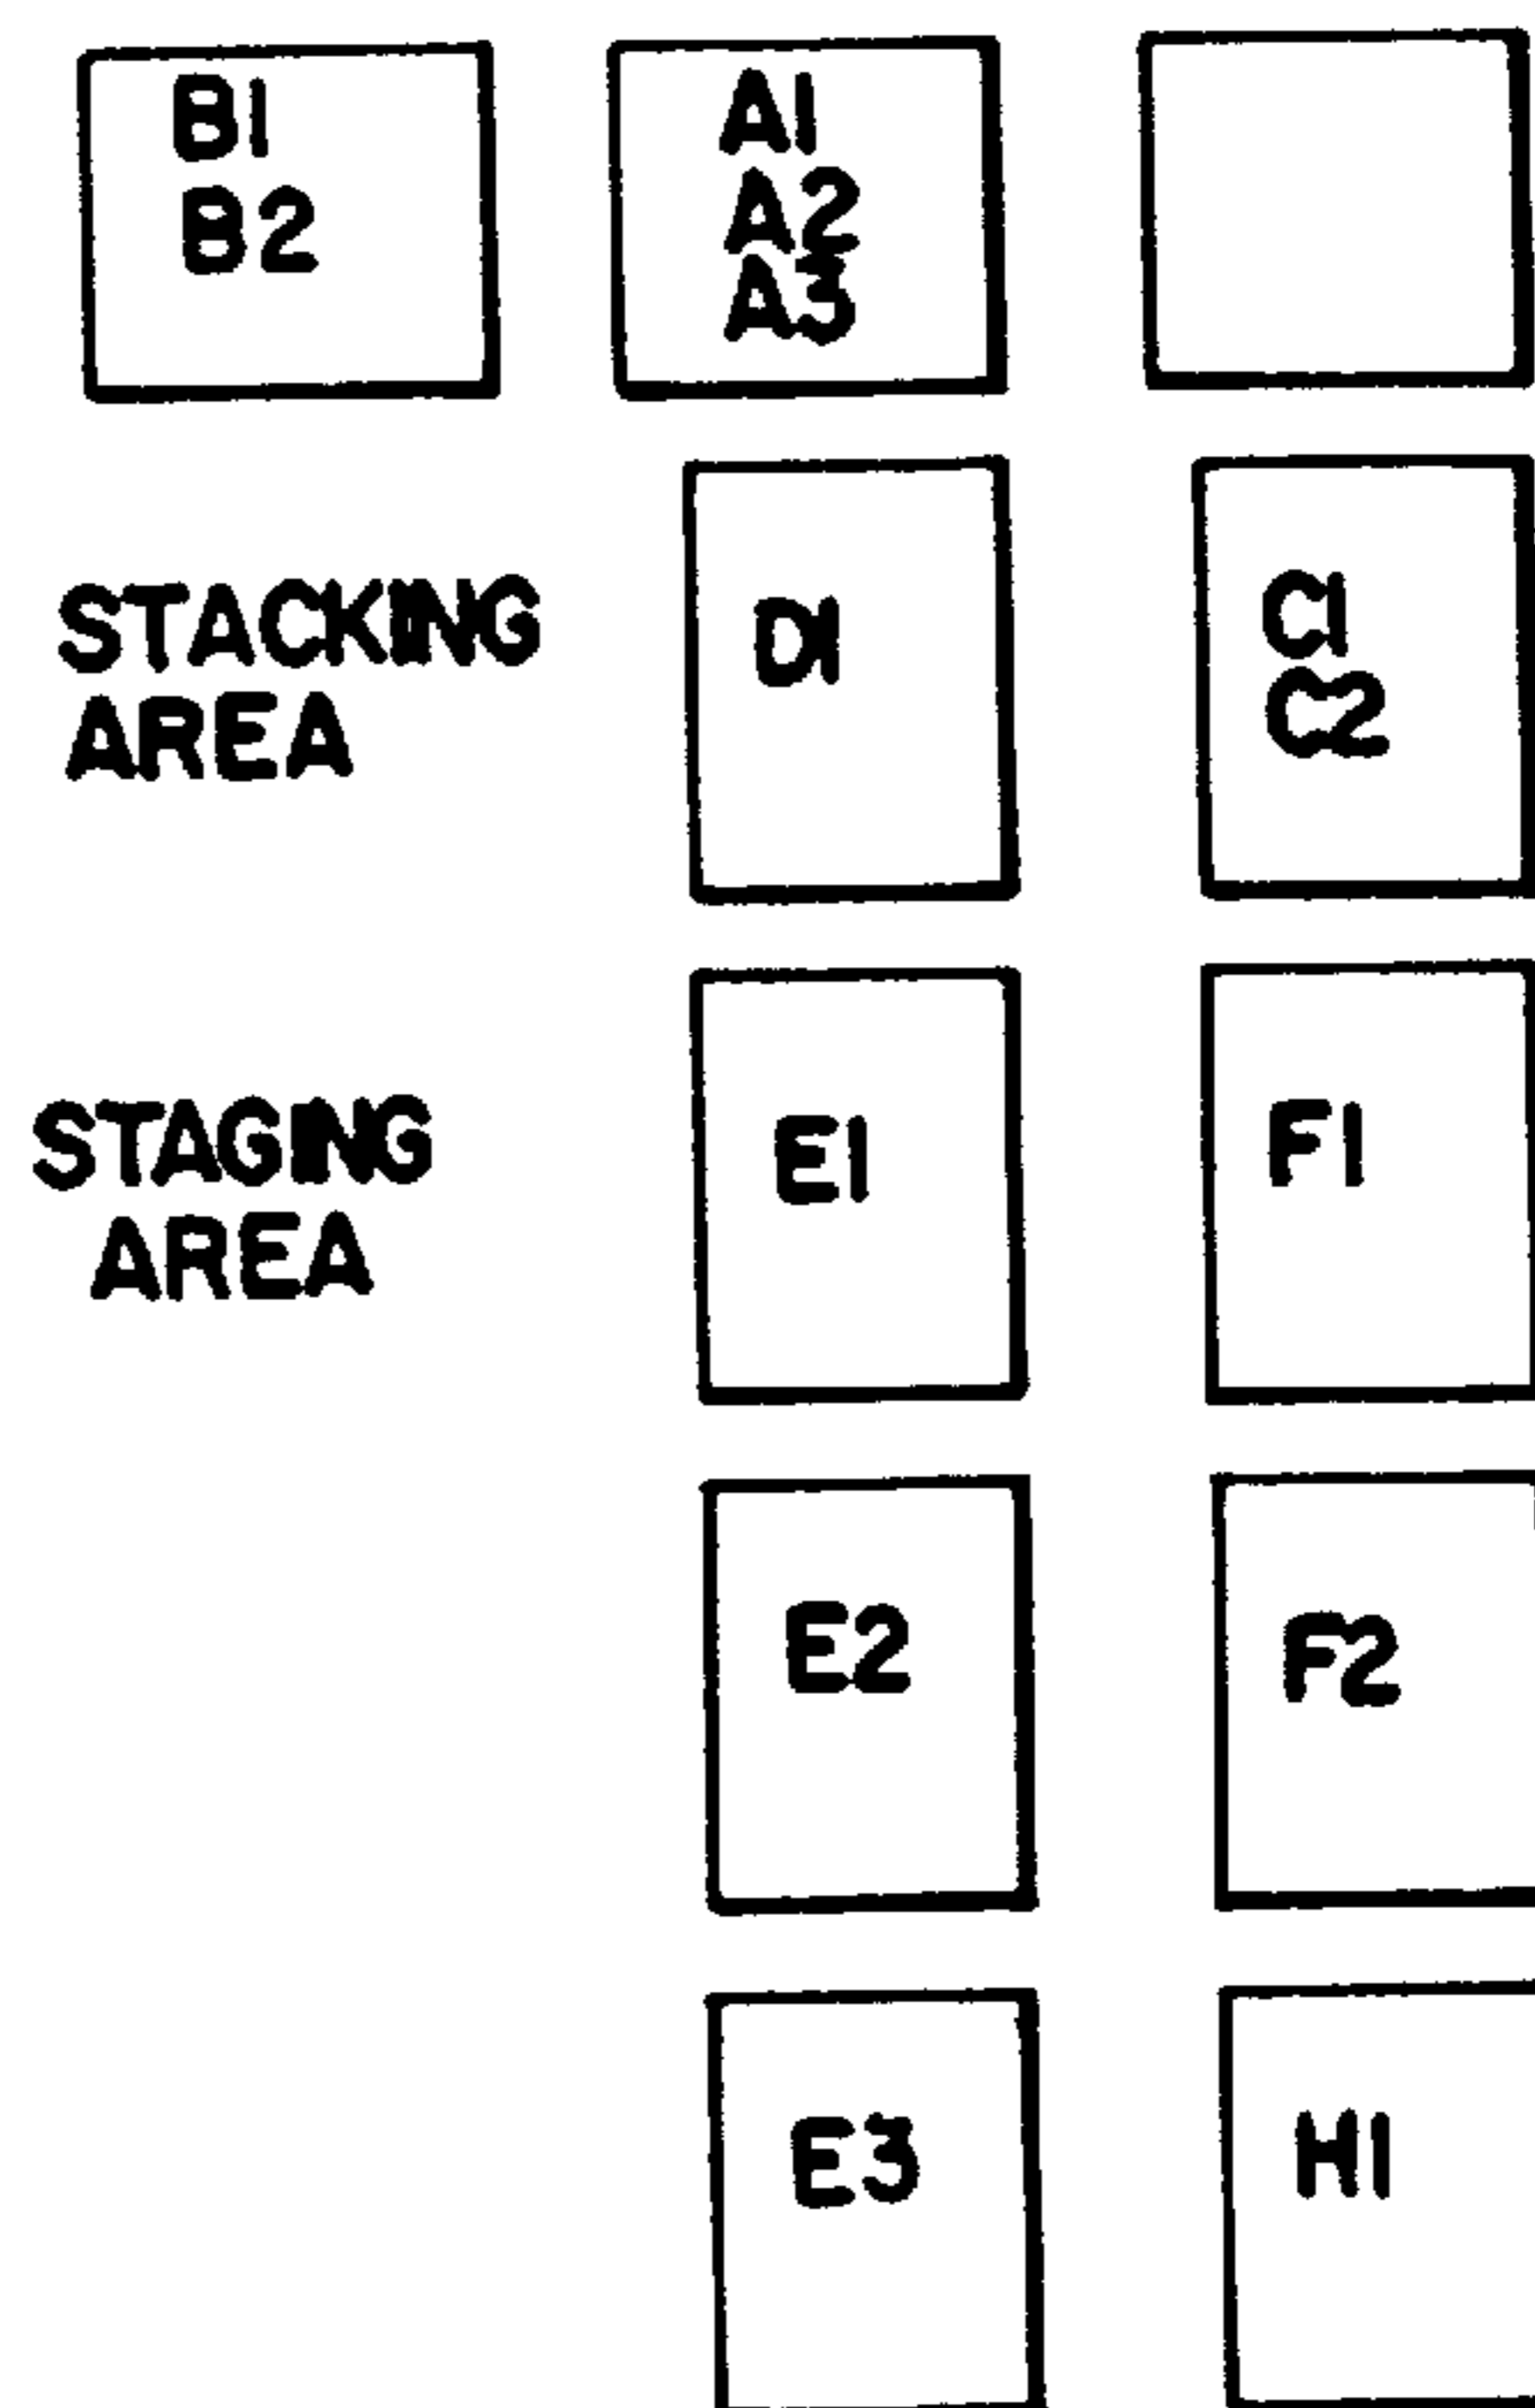 B1
B2
A1
A2
A3
STACKING
AREA
D1
C1
C2
STAGING
AREA
E1
F1
E2
F2
E3
H1